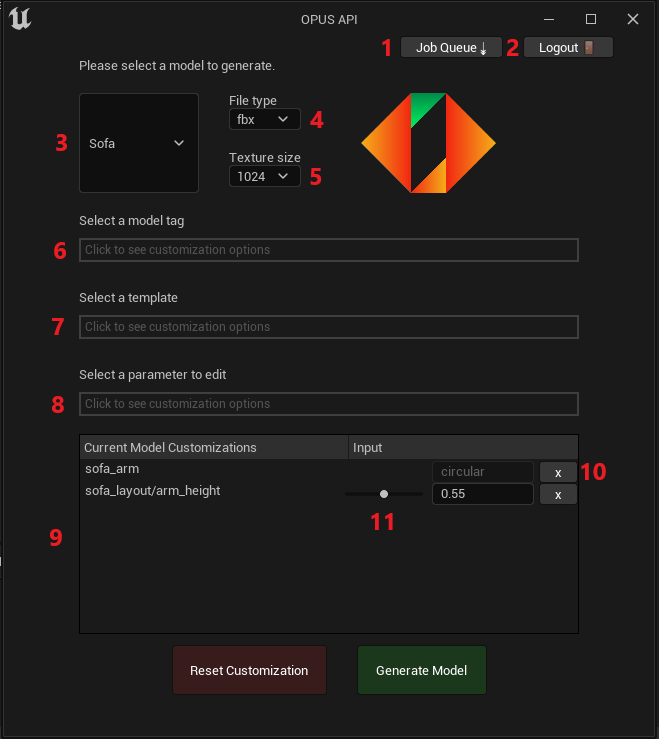 OPUS API
1 Job Queue 2 Logout
Please select a model to generate.
File type
3 Sofa fbx 4
Texture size
1024 5
Select a model tag
6 Click to see customization options
Select a template
7 Click to see customization options
Select a parameter to edit
8 Click to see customization options
Current Model Customizations Input
sofa_arm circular x 10
sofa_layout/arm_height 0.55 x
11
9
Reset Customization Generate Model